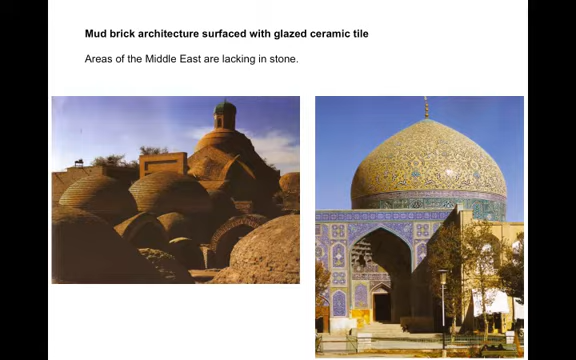 Mud brick architecture surfaced with glazed ceramic tile
Areas of the Middle East are lacking in stone.